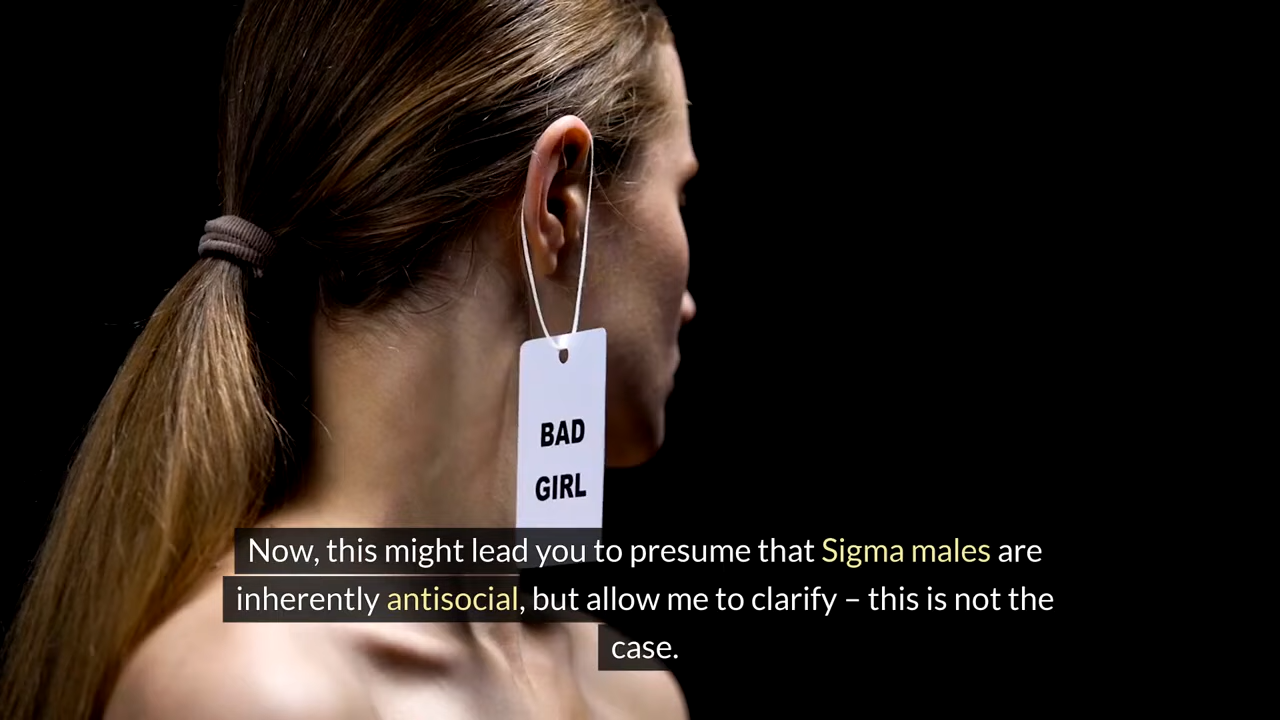 BAD
GIRL
Now, this might lead you to presume that Sigma males are
inherently antisocial, but allow me to clarify – this is not the
case.